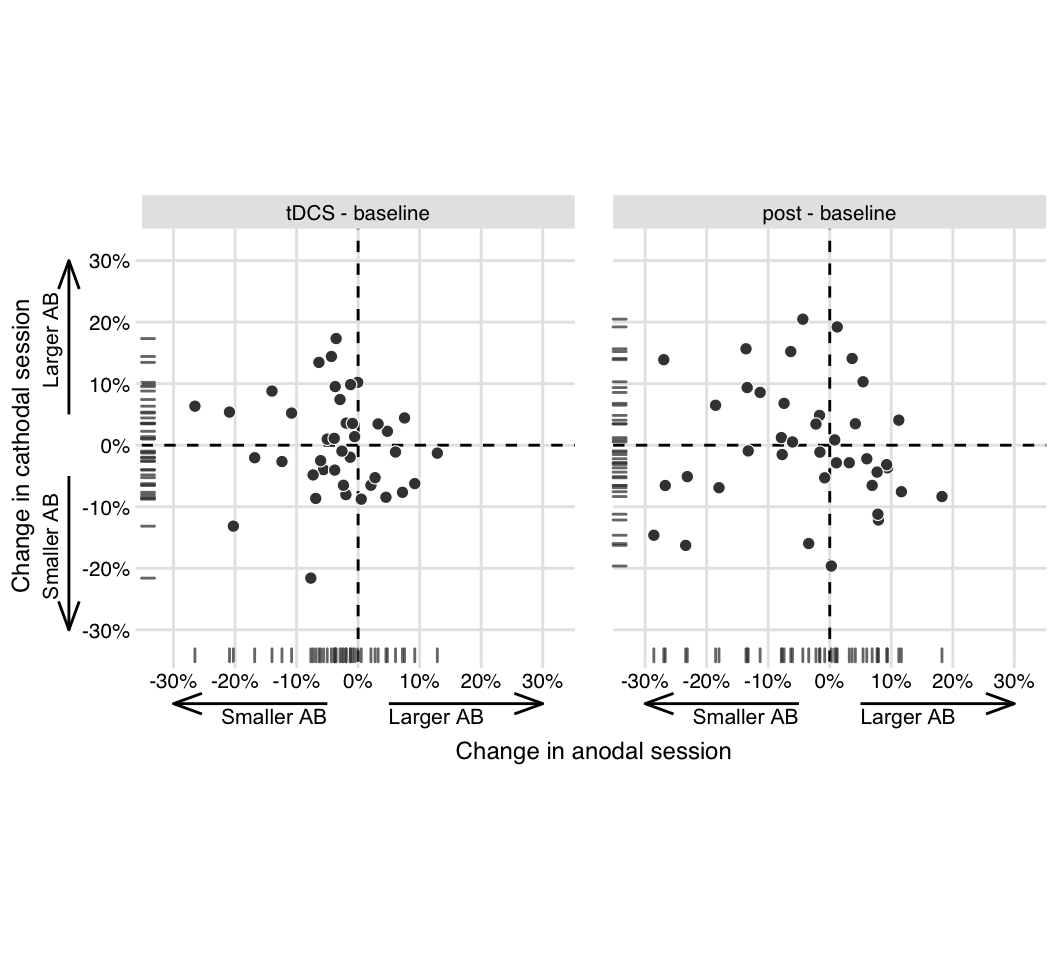 tDCS - baseline
post - baseline
Change in cathodal session
Larger AB
Smaller AB
30%
20%
10%
0%
-10%
-20%
-30%
-30% -20% -10% 0% 10% 20% 30%
-30% -20% -10% 0% 10% 20% 30%
Smaller AB Larger AB
Smaller AB Larger AB
Change in anodal session